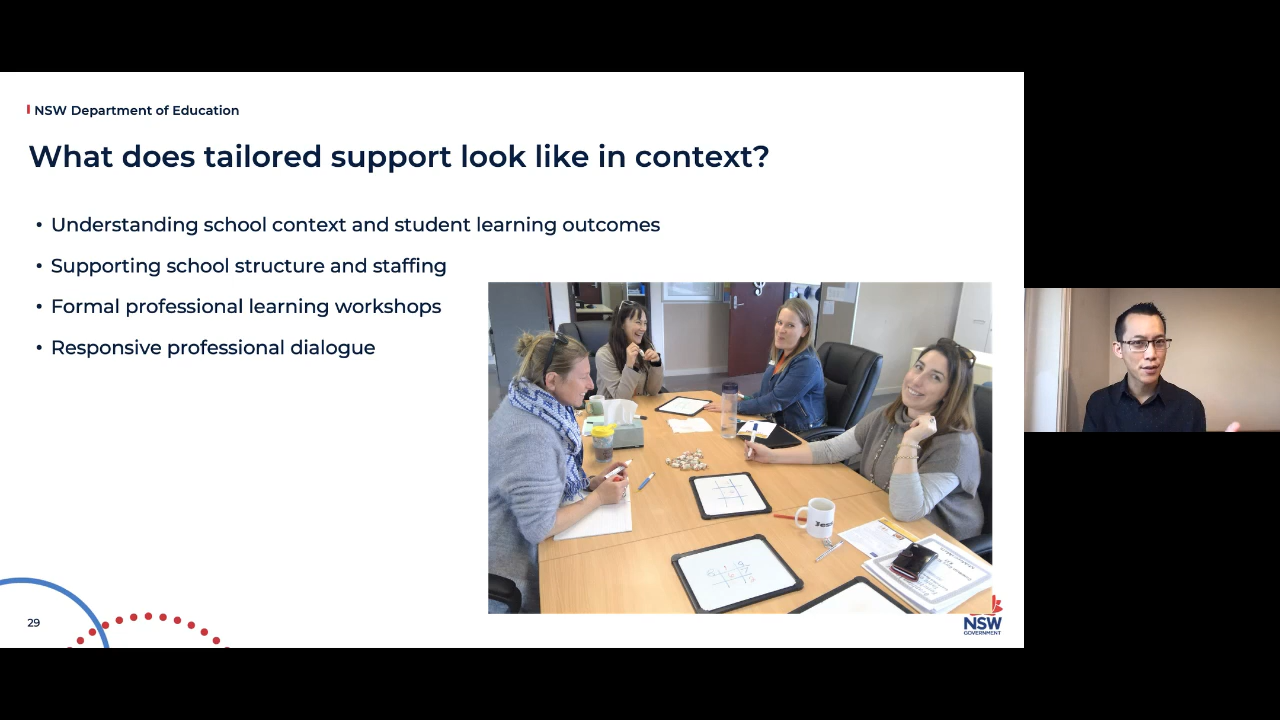 NSW Department of Education
What does tailored support look like in context?
• Understanding school context and student learning outcomes
• Supporting school structure and staffing
• Formal professional learning workshops
• Responsive professional dialogue
Jess
29
NSW
GOVERNMENT